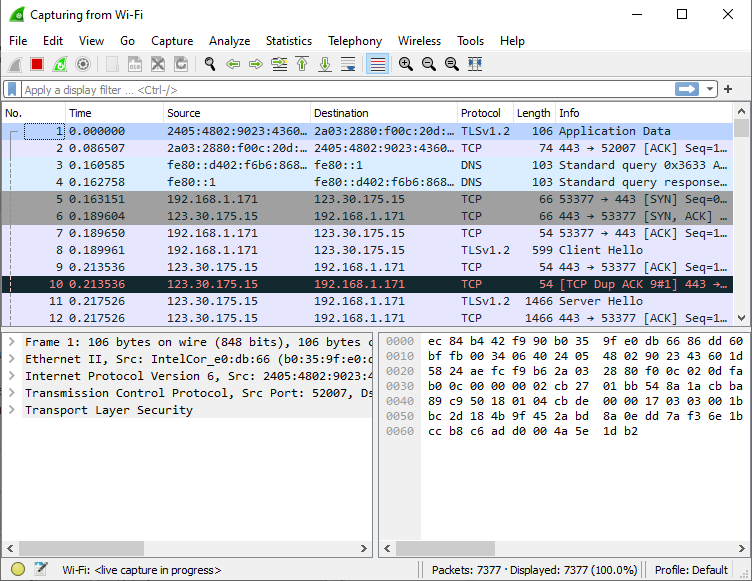 Capturing from Wi-Fi
File Edit View Go Capture Analyze Statistics Telephony Wireless Tools Help
Apply a display filter ... <Ctrl-/>
No. Time Source Destination Protocol Length Info
1 0.000000 2405:4802:9023:4360… 2a03:2880:f00c:20d:… TLSv1.2 106 Application Data
2 0.086507 2a03:2880:f00c:20d:… 2405:4802:9023:4360… TCP 74 443 → 52007 [ACK] Seq=1…
3 0.160585 fe80::d402:f6b6:868… fe80::1 DNS 103 Standard query 0x3633 A…
4 0.162758 fe80::1 fe80::d402:f6b6:868… DNS 103 Standard query response…
5 0.163151 192.168.1.171 123.30.175.15 TCP 66 53377 → 443 [SYN] Seq=0…
6 0.189604 123.30.175.15 192.168.1.171 TCP 66 443 → 53377 [SYN, ACK]
7 0.189650 192.168.1.171 123.30.175.15 TCP 54 53377 → 443 [ACK] Seq=1…
8 0.189961 192.168.1.171 123.30.175.15 TLSv1.2 599 Client Hello
9 0.213536 123.30.175.15 192.168.1.171 TCP 54 443 → 53377 [ACK] Seq=1…
10 0.213536 123.30.175.15 192.168.1.171 TCP 54 [TCP Dup ACK 9#1] 443 →…
11 0.217526 123.30.175.15 192.168.1.171 TLSv1.2 1466 Server Hello
12 0.217526 123.30.175.15 192.168.1.171 TCP 1466 443 → 53377 [ACK] Seq=1…
Frame 1: 106 bytes on wire (848 bits), 106 bytes c
Ethernet II, Src: IntelCor_e0:db:66 (b0:35:9f:e0:d
Internet Protocol Version 6, Src: 2405:4802:9023:4
Transmission Control Protocol, Src Port: 52007, Ds
Transport Layer Security
0000 ec 84 b4 42 f9 90 b0 35 9f e0 db 66 86 dd 60
0010 bf fb 00 34 06 40 24 05 48 02 90 23 43 60 1d
0020 58 24 ae fc f9 b6 2a 03 28 80 f0 0c 02 0d fa
0030 b0 0c 00 00 00 02 cb 27 01 bb 54 8a 1a cb ba
0040 89 c9 50 18 01 04 cb de 00 00 17 03 03 00 1b
0050 bc 2d 18 4b 9f 45 2a bd 8a 0e dd 7a f3 6e 1b
0060 cc b8 c6 ad d0 00 4a 5e 1d b2
Wi-Fi: <live capture in progress> Packets: 7377 · Displayed: 7377 (100.0%) Profile: Default